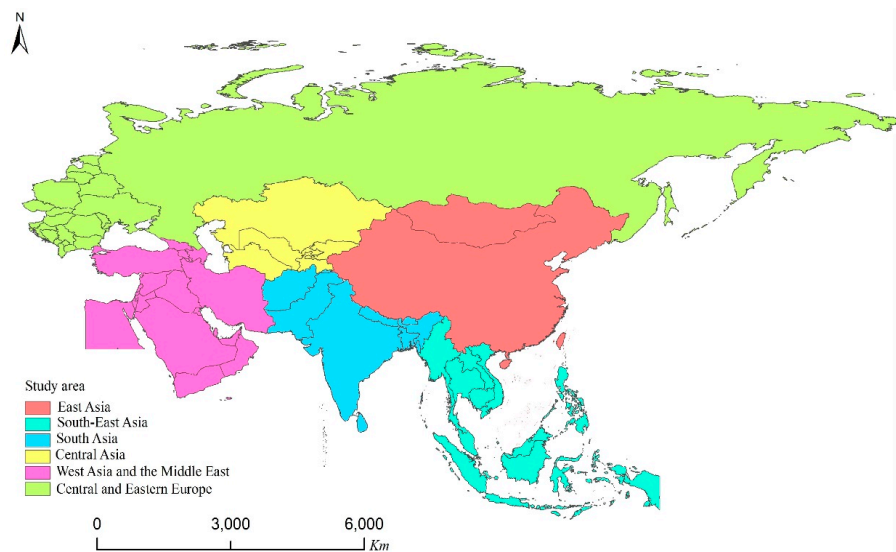 N
Study area
East Asia
South-East Asia
South Asia
Central Asia
West Asia and the Middle East
Central and Eastern Europe
0 3,000 6,000
Km